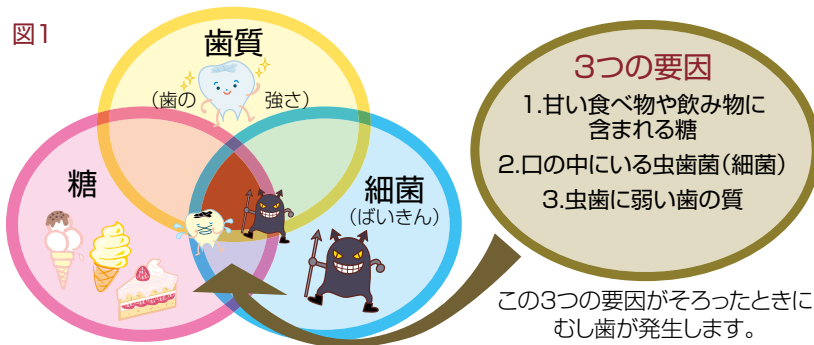 図1
歯質
(歯の 強さ)
糖
細菌
(ばいきん)
3つの要因
1.甘い食べ物や飲み物に
含まれる糖
2.口の中にいる虫歯菌(細菌)
3.虫歯に弱い歯の質
この3つの要因がそろったときに
むし歯が発生します。